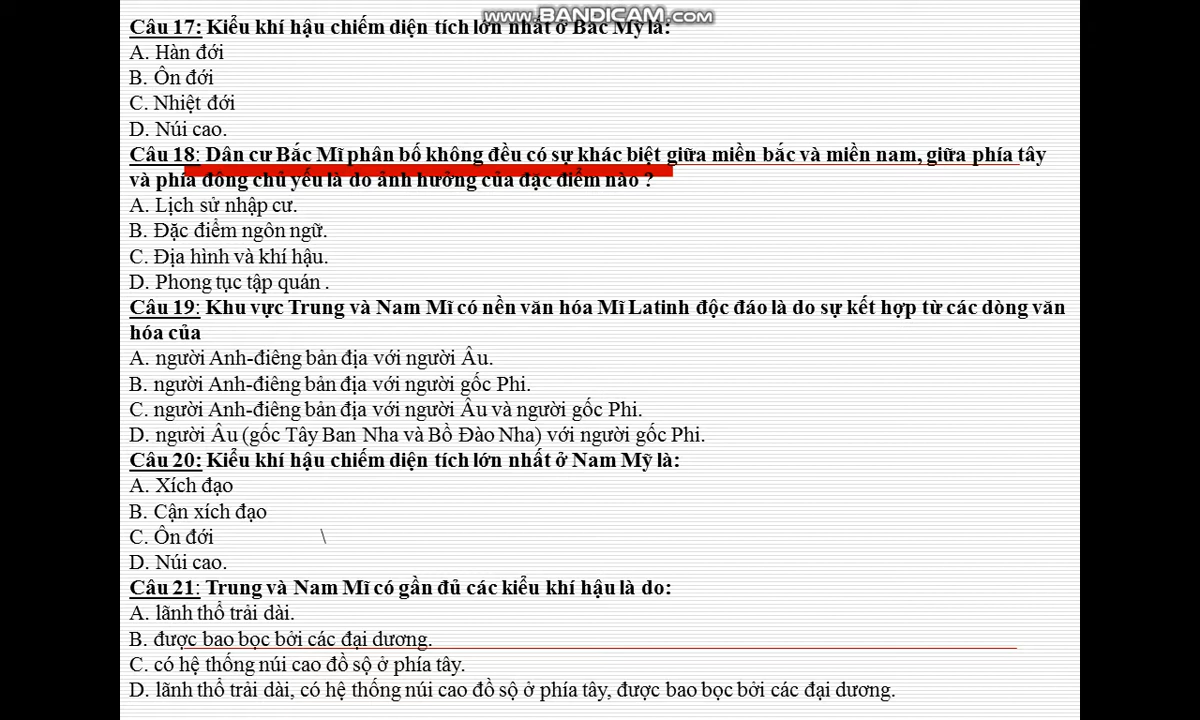 www.BANDICAM.com
Câu 17: Kiểu khí hậu chiếm diện tích lớn nhất ở Bắc Mỹ là:
A. Hàn đới
B. Ôn đới
C. Nhiệt đới
D. Núi cao.
Câu 18: Dân cư Bắc Mĩ phân bố không đều có sự khác biệt giữa miền bắc và miền nam, giữa phía tây
và phía đông chủ yếu là do ảnh hưởng của đặc điểm nào ?
A. Lịch sử nhập cư.
B. Đặc điểm ngôn ngữ.
C. Địa hình và khí hậu.
D. Phong tục tập quán .
Câu 19: Khu vực Trung và Nam Mĩ có nền văn hóa Mĩ Latinh độc đáo là do sự kết hợp từ các dòng văn
hóa của
A. người Anh-điêng bản địa với người Âu.
B. người Anh-điêng bản địa với người gốc Phi.
C. người Anh-điêng bản địa với người Âu và người gốc Phi.
D. người Âu (gốc Tây Ban Nha và Bồ Đào Nha) với người gốc Phi.
Câu 20: Kiểu khí hậu chiếm diện tích lớn nhất ở Nam Mỹ là:
A. Xích đạo
B. Cận xích đạo
C. Ôn đới \
D. Núi cao.
Câu 21: Trung và Nam Mĩ có gần đủ các kiểu khí hậu là do:
A. lãnh thổ trải dài.
B. được bao bọc bởi các đại dương.
C. có hệ thống núi cao đồ sộ ở phía tây.
D. lãnh thổ trải dài, có hệ thống núi cao đồ sộ ở phía tây, được bao bọc bởi các đại dương.